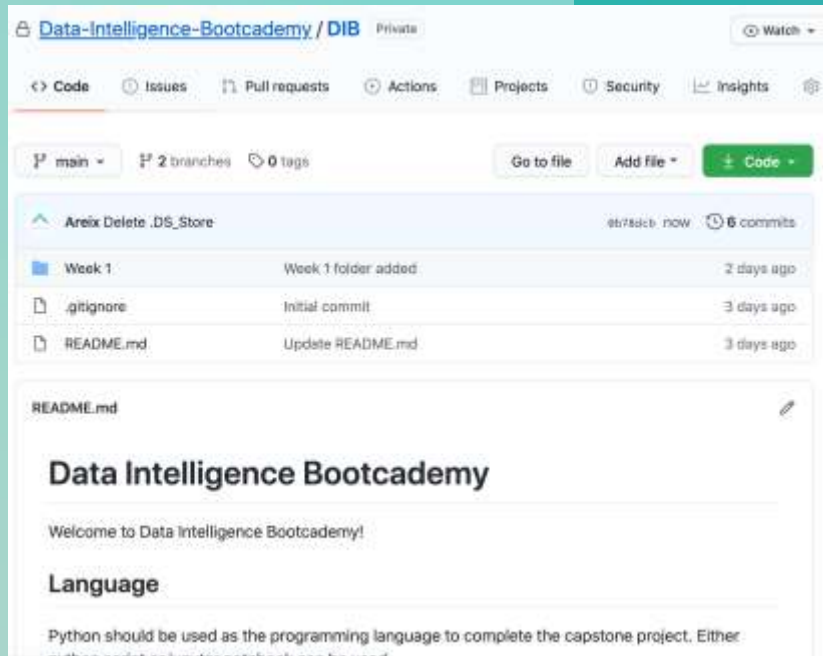 Data-Intelligence-Bootcademy / DIB Private Watch
Code Issues Pull requests Actions Projects Security Insights
main 2 branches 0 tags Go to file Add file Code
Areix Delete .DS_Store now 6 commits
Week 1 Week 1 folder added 2 days ago
.gitignore Initial commit 3 days ago
README.md Update README.md 3 days ago
README.md
Data Intelligence Bootcademy
Welcome to Data Intelligence Bootcademy!
Language
Python should be used as the programming language to complete the capstone project. Either